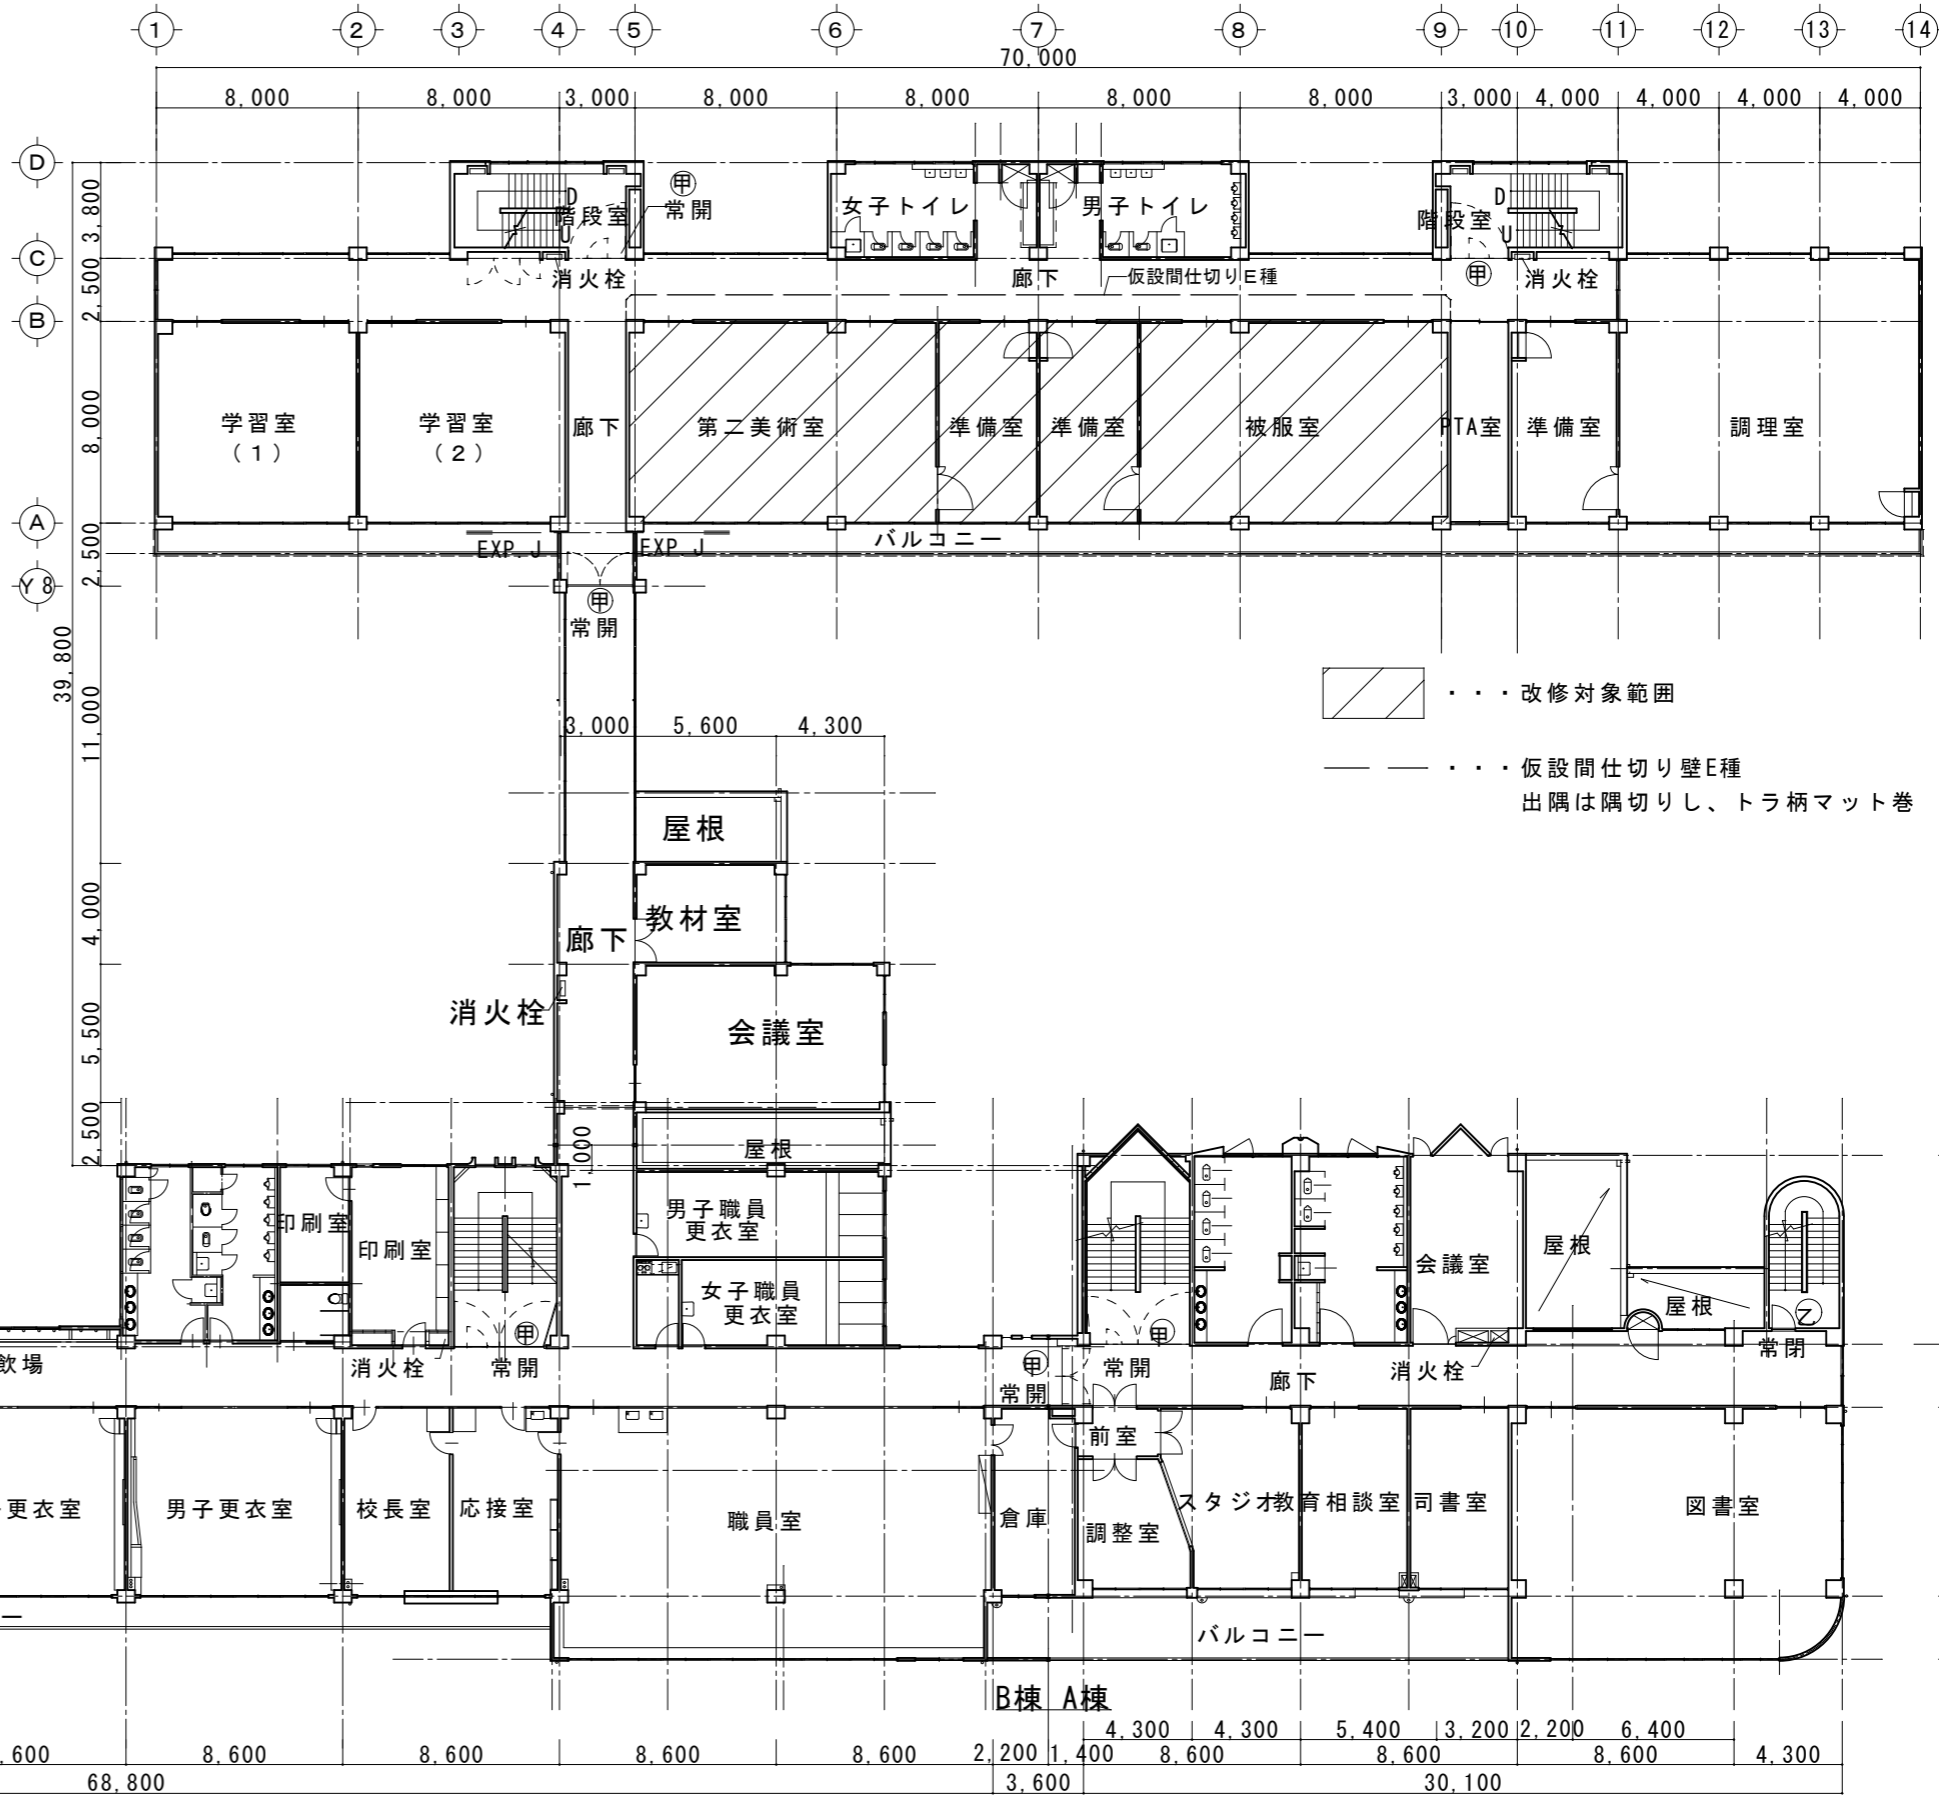 1 2 3 4 5 6 7 8 9 10 11 12 13 14
70,000
8,000 8,000 3,000 8,000 8,000 8,000 8,000 3,000 4,000 4,000 4,000 4,000
D
C
B
A
Y8
3,800
2,500
8,000
2,500
39,800
11,000
4,000
5,500
2,500
階段室
D
U
甲
常開
女子トイレ
男子トイレ
階段室
D
U
甲
消火栓
廊下
仮設間仕切りE種
消火栓
学習室
(1)
学習室
(2)
廊下
第二美術室
準備室
準備室
被服室
PTA室
準備室
調理室
EXP.J
EXP.J
バルコニー
甲
常開
・・・改修対象範囲
・・・仮設間仕切り壁E種
出隅は隅切りし、トラ柄マット巻
3,000 5,600 4,300
屋根
教材室
廊下
消火栓
会議室
1,000
屋根
男子職員
更衣室
女子職員
更衣室
印刷室
印刷室
甲
飲場
消火栓
常開
会議室
屋根
屋根
乙
常閉
甲
常開
甲
常開
廊下
消火栓
更衣室
男子更衣室
校長室
応接室
職員室
倉庫
前室
調整室
スタジオ
教育相談室
司書室
図書室
ー
バルコニー
B棟 A棟
4,300 4,300 5,400 3,200 2,200 6,400
,600 8,600 8,600 8,600 8,600 2,200 1,400 8,600 8,600 8,600 4,300
68,800 3,600 30,100